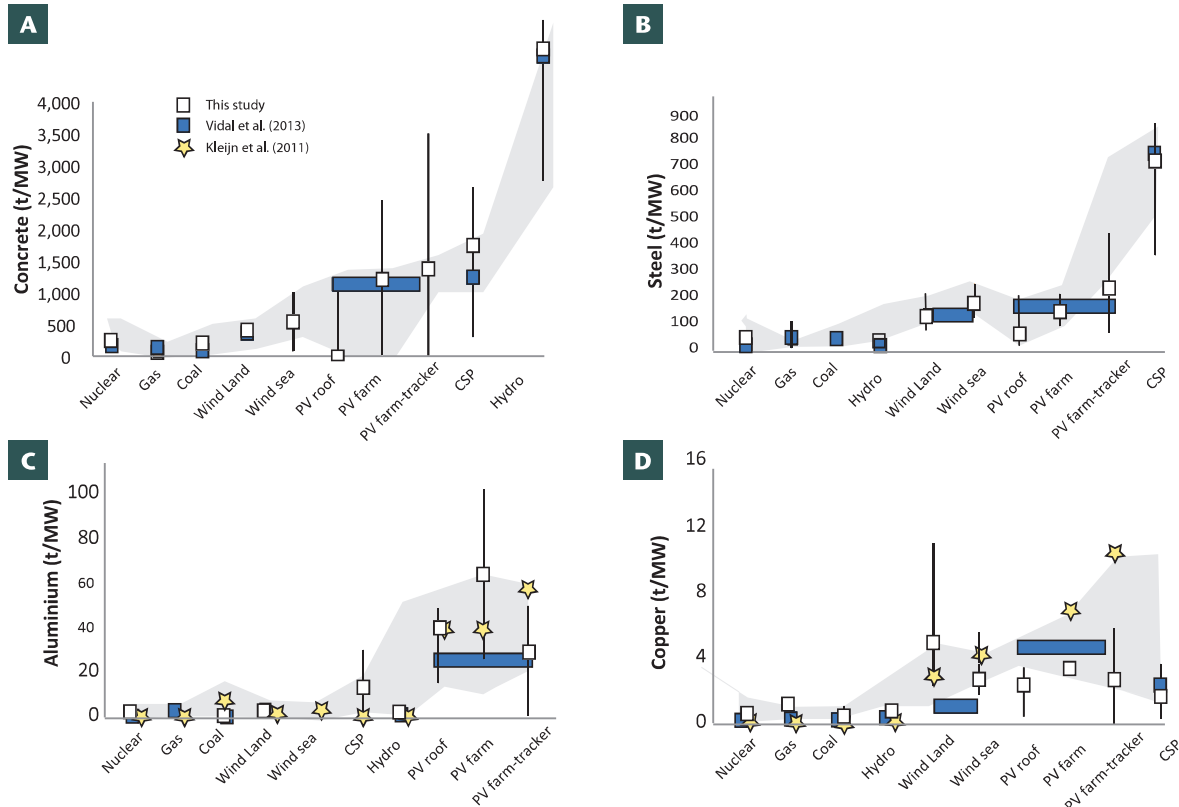 A
Concrete (t/MW)
4,000
3,500
3,000
2,500
2,000
1,500
1,000
500
0
This study
Vidal et al. (2013)
Kleijn et al. (2011)
Nuclear
Gas
Coal
Wind Land
Wind sea
PV roof
PV farm
PV farm-tracker
CSP
Hydro
B
Steel (t/MW)
900
800
700
600
500
400
300
200
100
0
Nuclear
Gas
Coal
Hydro
Wind Land
Wind sea
PV roof
PV farm
PV farm-tracker
CSP
C
Aluminium (t/MW)
100
80
60
40
20
0
Nuclear
Gas
Coal
Wind Land
Wind sea
CSP
Hydro
PV roof
PV farm
PV farm-tracker
D
Copper (t/MW)
16
12
8
4
0
Nuclear
Gas
Coal
Hydro
Wind Land
Wind sea
PV roof
PV farm
PV farm-tracker
CSP